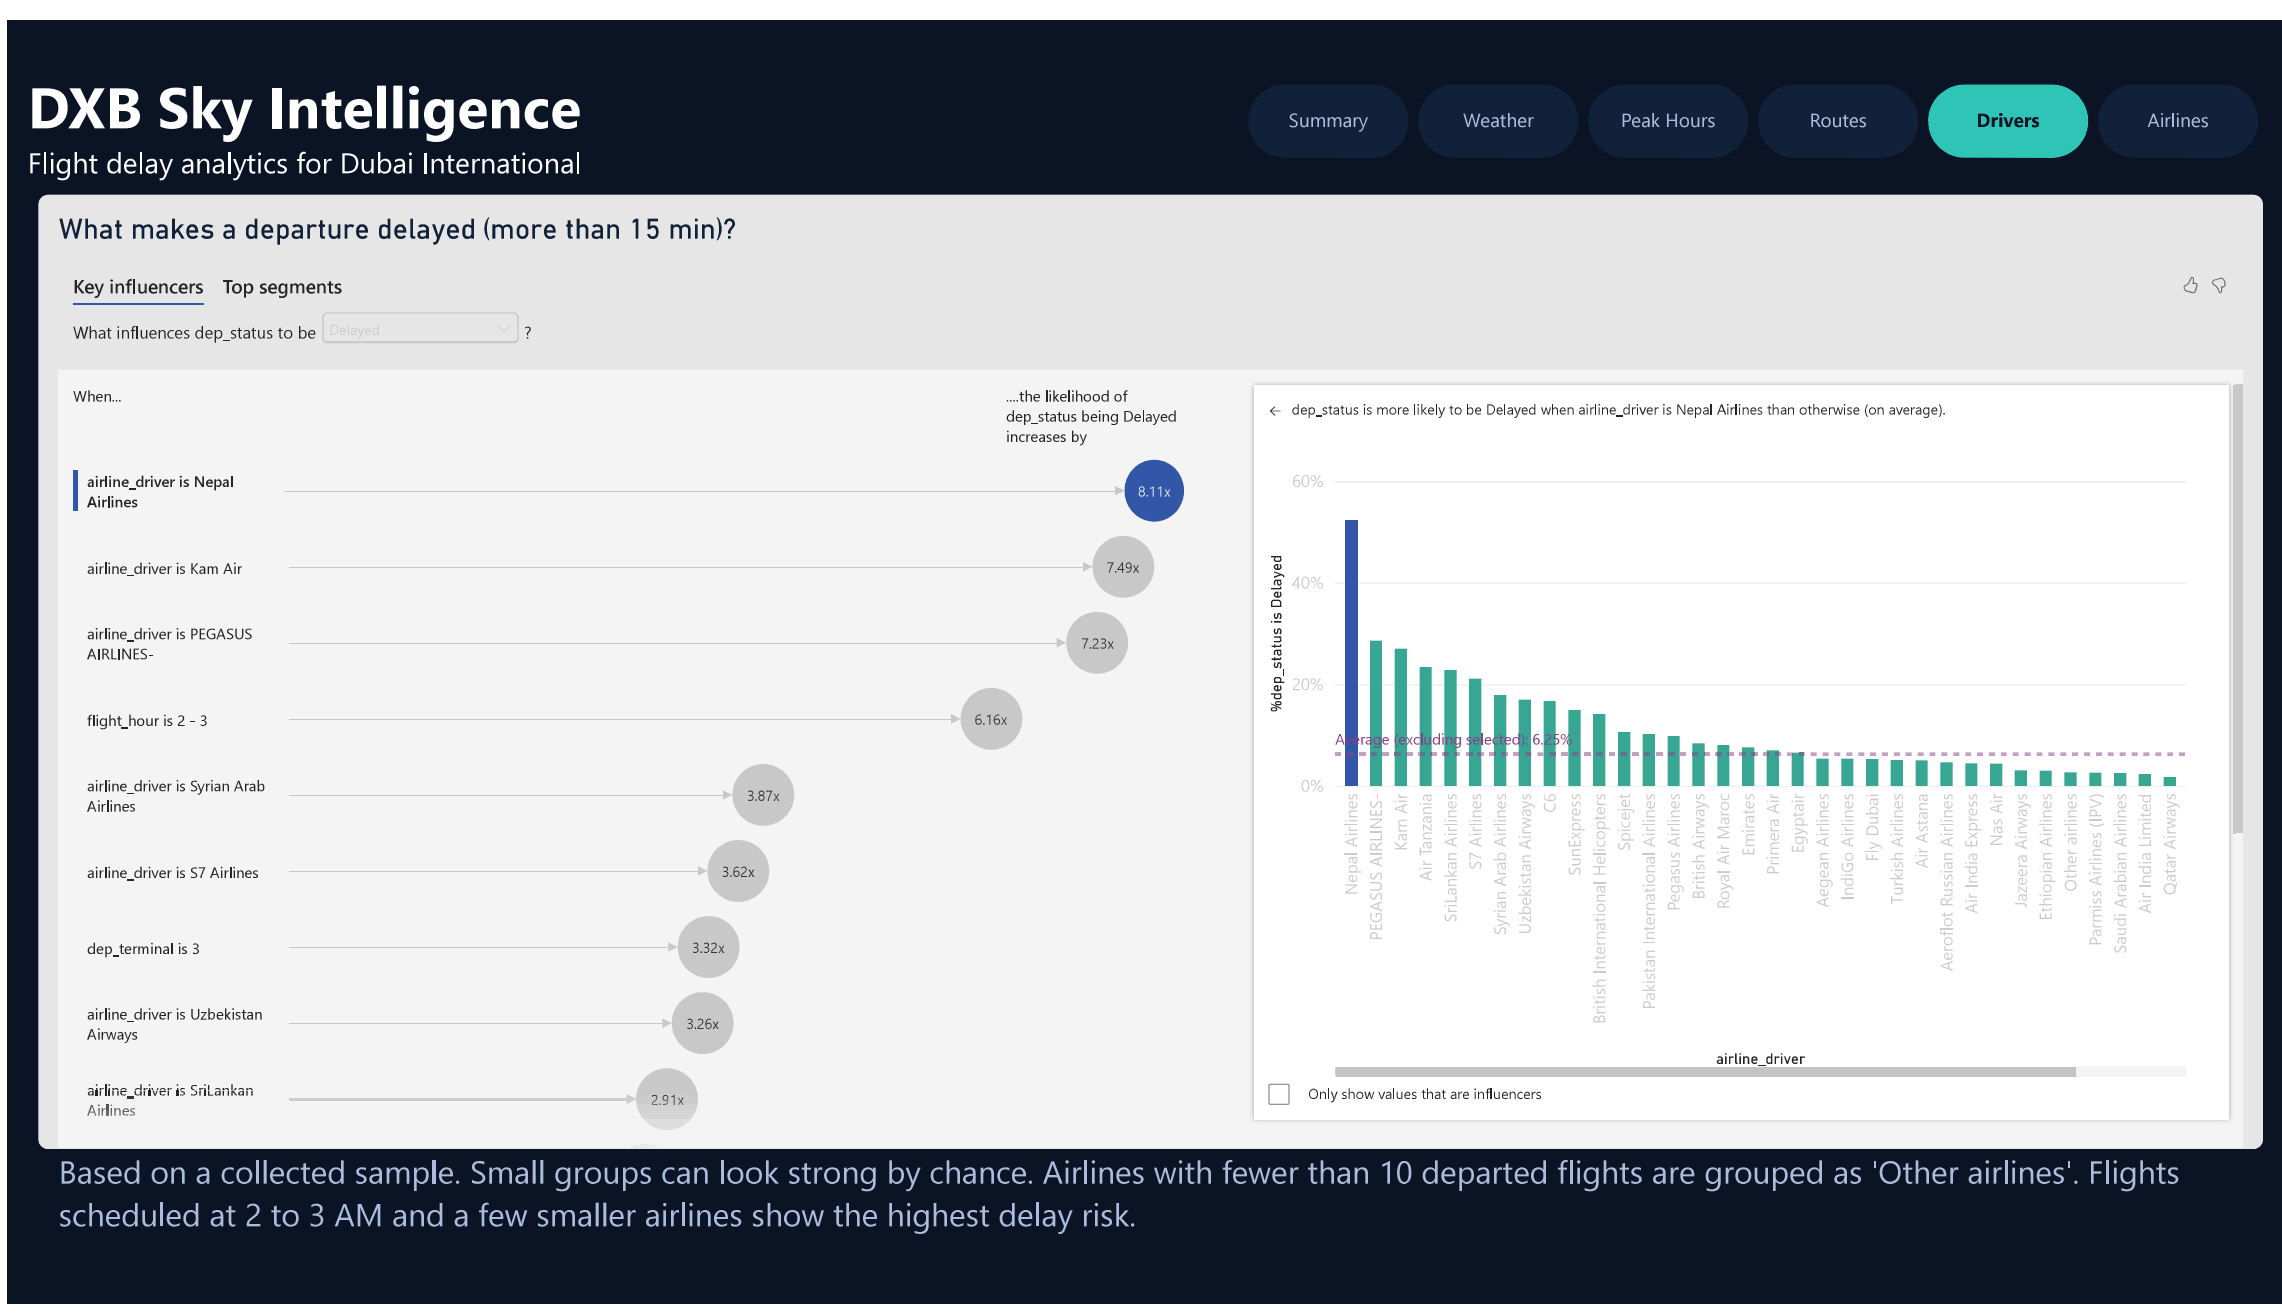 DXB Sky Intelligence
Flight delay analytics for Dubai International
Summary
Weather
Peak Hours
Routes
Drivers
Airlines
What makes a departure delayed (more than 15 min)?
Key influencers
Top segments
What influences dep_status to be
Delayed
?
When...
....the likelihood of
dep_status being Delayed
increases by
airline_driver is Nepal
Airlines
8.11x
airline_driver is Kam Air
7.49x
airline_driver is PEGASUS
AIRLINES-
7.23x
flight_hour is 2 - 3
6.16x
airline_driver is Syrian Arab
Airlines
3.87x
airline_driver is S7 Airlines
3.62x
dep_terminal is 3
3.32x
airline_driver is Uzbekistan
Airways
3.26x
airline_driver is SriLankan
Airlines
2.91x
dep_status is more likely to be Delayed when airline_driver is Nepal Airlines than otherwise (on average).
%dep_status is Delayed
60%
40%
20%
0%
Average (excluding selected): 6.25%
Nepal Airlines
PEGASUS AIRLINES-
Kam Air
Air Tanzania
SriLankan Airlines
S7 Airlines
Syrian Arab Airlines
Uzbekistan Airways
C6
SunExpress
British International Helicopters
Spicejet
Pakistan International Airlines
Pegasus Airlines
British Airways
Royal Air Maroc
Emirates
Primera Air
Egyptair
Aegean Airlines
IndiGo Airlines
Fly Dubai
Turkish Airlines
Air Astana
Aeroflot Russian Airlines
Air India Express
Nas Air
Jazeera Airways
Ethiopian Airlines
Other airlines
Parmiss Airlines (IPV)
Saudi Arabian Airlines
Air India Limited
Qatar Airways
airline_driver
Only show values that are influencers
Based on a collected sample. Small groups can look strong by chance. Airlines with fewer than 10 departed flights are grouped as 'Other airlines'. Flights
scheduled at 2 to 3 AM and a few smaller airlines show the highest delay risk.